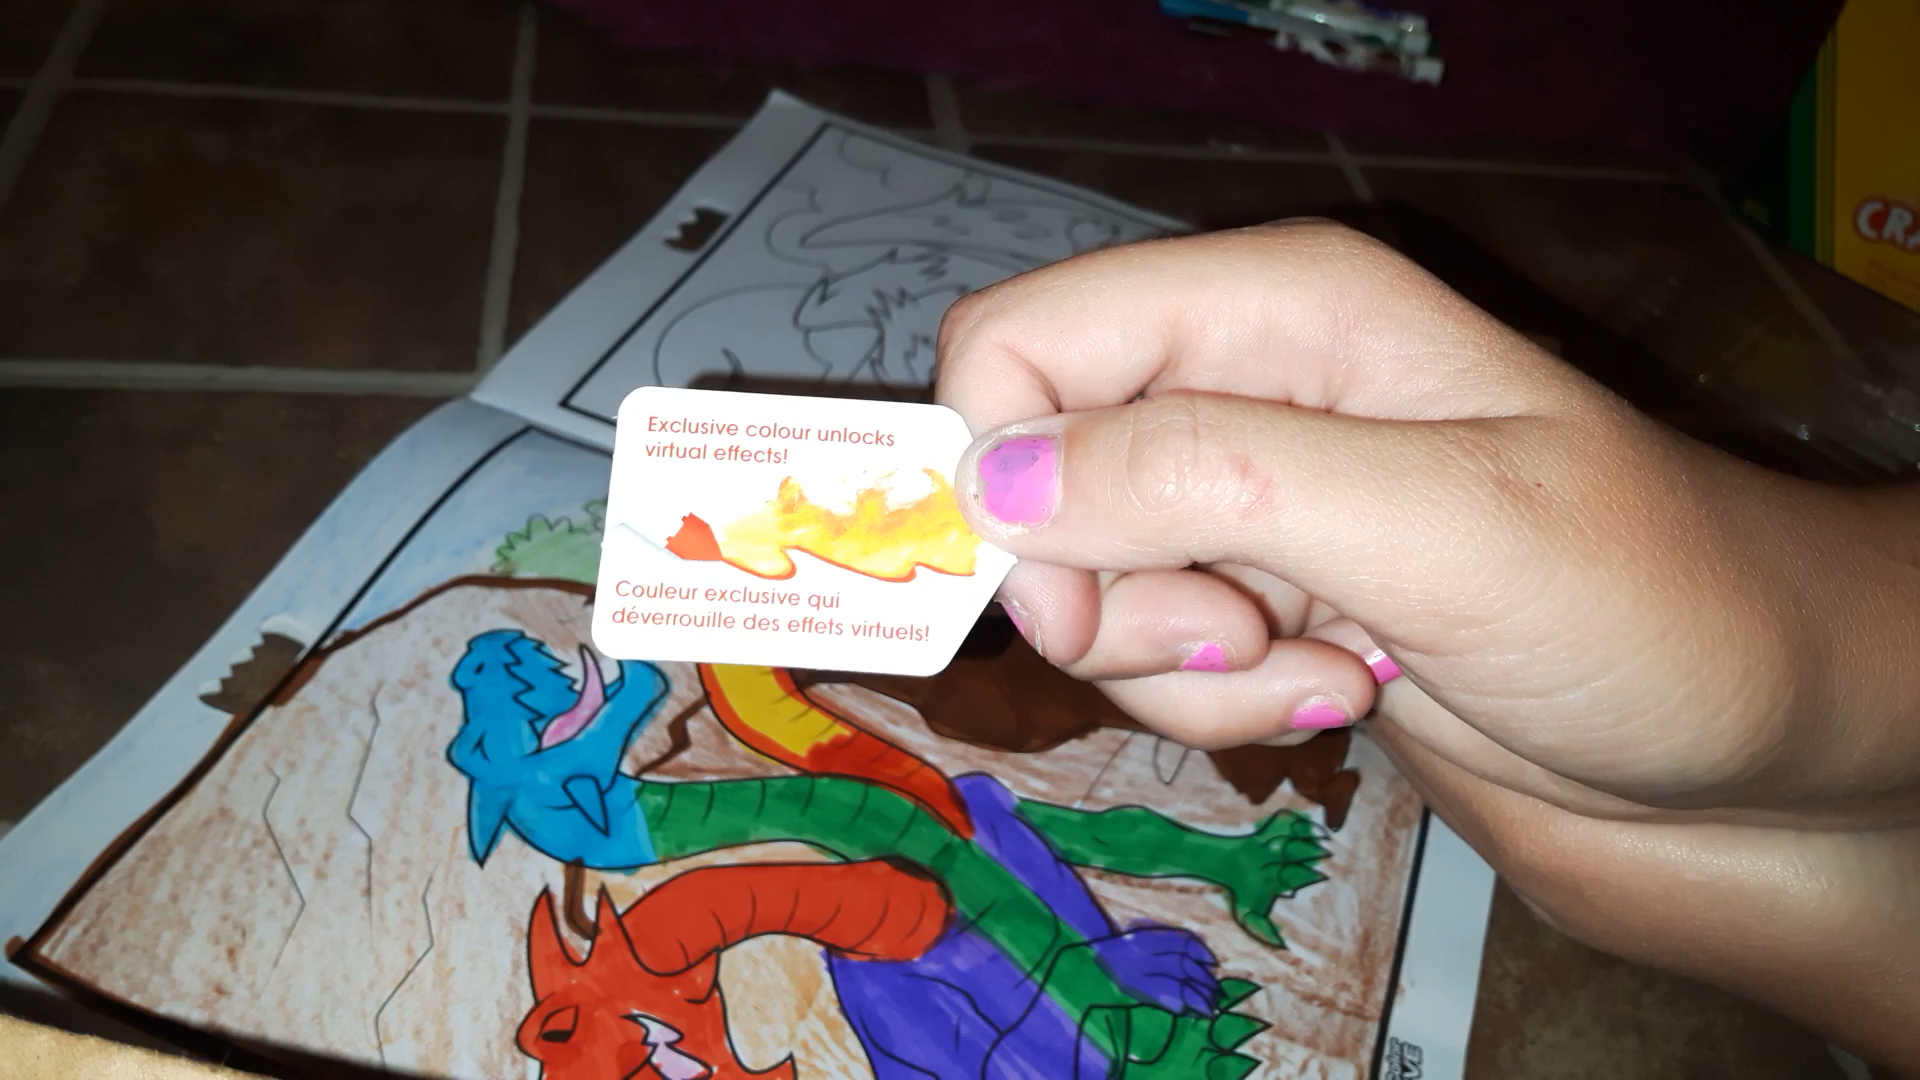 Exclusive colour unlocks
virtual effects!
Couleur exclusive qui
déverrouille des effets virtuels!